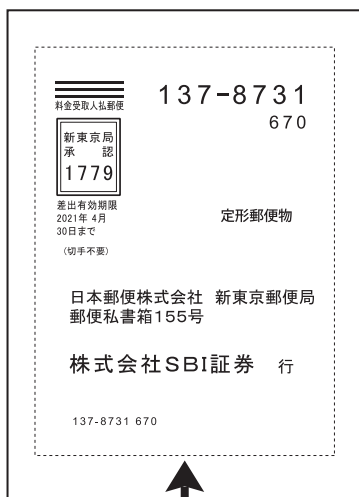 137-8731
670
料金受取人払郵便
新東京局
承認
1779
差出有効期限
2021年 4月
30日まで
(切手不要)
定形郵便物
日本郵便株式会社 新東京郵便局
郵便私書箱155号
株式会社SBI証券 行
137-8731 670